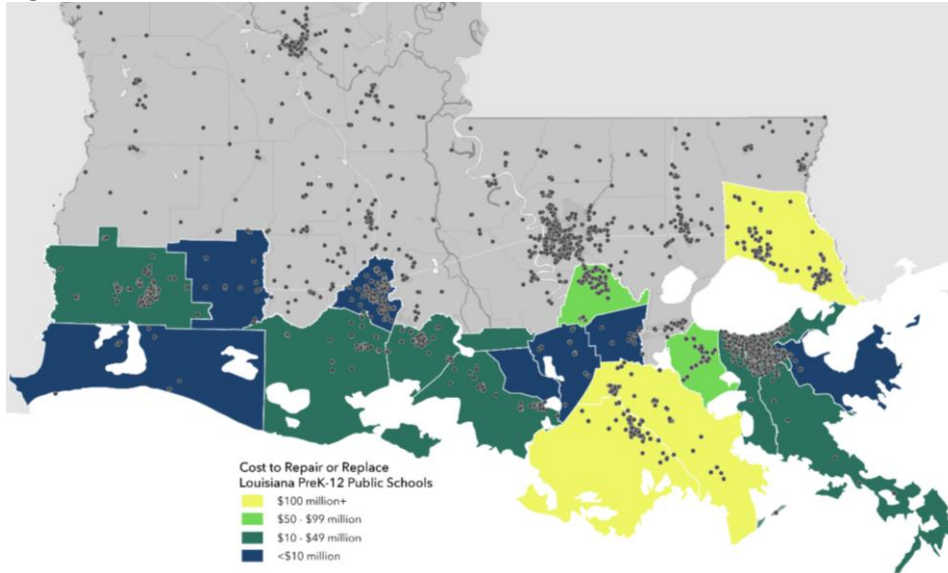 Cost to Repair or Replace
Louisiana PreK-12 Public Schools
$100 million+
$50 - $99 million
$10 - $49 million
<$10 million